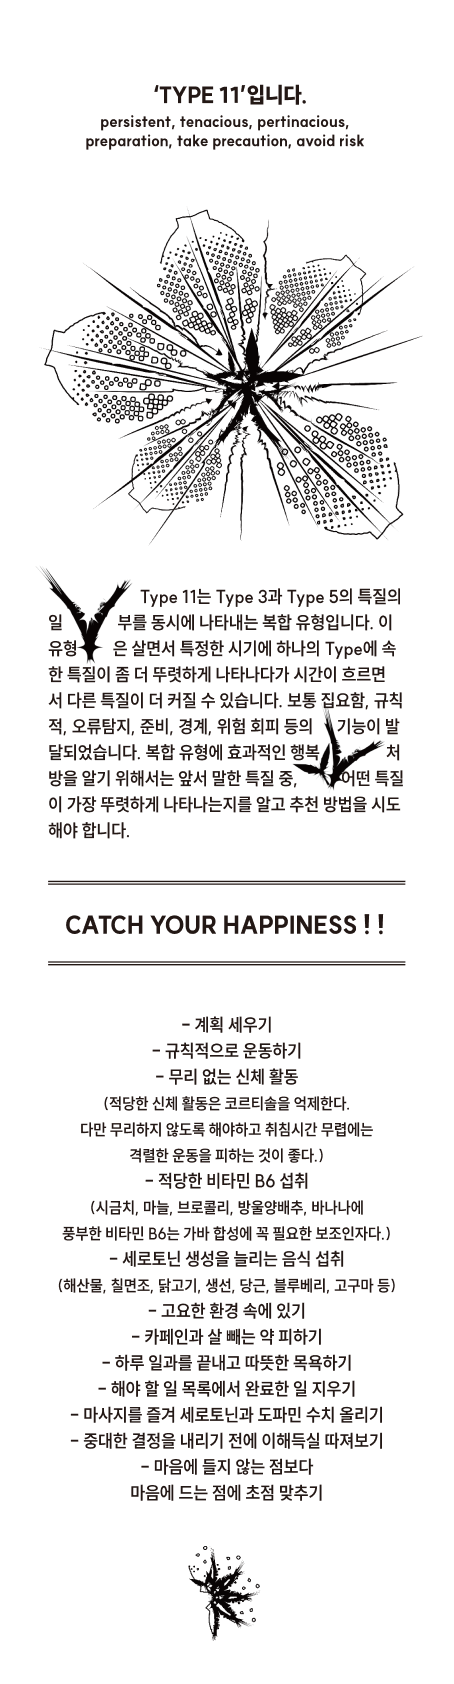 ‘TYPE 11’입니다.
persistent, tenacious, pertinacious,
preparation, take precaution, avoid risk
Type 11는 Type 3과 Type 5의 특질의
일 부를 동시에 나타내는 복합 유형입니다. 이
유형 은 살면서 특정한 시기에 하나의 Type에 속
한 특질이 좀 더 뚜렷하게 나타나다가 시간이 흐르면
서 다른 특질이 더 커질 수 있습니다. 보통 집요함, 규칙
적, 오류탐지, 준비, 경계, 위험 회피 등의 기능이 발
달되었습니다. 복합 유형에 효과적인 행복 처
방을 알기 위해서는 앞서 말한 특질 중, 어떤 특질
이 가장 뚜렷하게 나타나는지를 알고 추천 방법을 시도
해야 합니다.
CATCH YOUR HAPPINESS ! !
- 계획 세우기
- 규칙적으로 운동하기
- 무리 없는 신체 활동
(적당한 신체 활동은 코르티솔을 억제한다.
다만 무리하지 않도록 해야하고 취침시간 무렵에는
격렬한 운동을 피하는 것이 좋다.)
- 적당한 비타민 B6 섭취
(시금치, 마늘, 브로콜리, 방울양배추, 바나나에
풍부한 비타민 B6는 가바 합성에 꼭 필요한 보조인자다.)
- 세로토닌 생성을 늘리는 음식 섭취
(해산물, 칠면조, 닭고기, 생선, 당근, 블루베리, 고구마 등)
- 고요한 환경 속에 있기
- 카페인과 살 빼는 약 피하기
- 하루 일과를 끝내고 따뜻한 목욕하기
- 해야 할 일 목록에서 완료한 일 지우기
- 마사지를 즐겨 세로토닌과 도파민 수치 올리기
- 중대한 결정을 내리기 전에 이해득실 따져보기
- 마음에 들지 않는 점보다
마음에 드는 점에 초점 맞추기